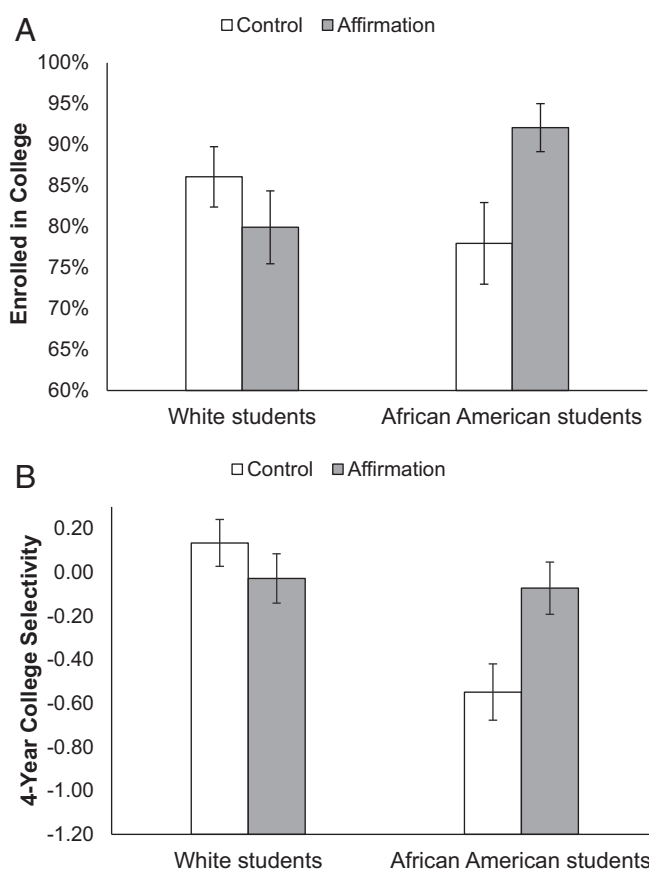 A
Control Affirmation
Enrolled in College
100%
95%
90%
85%
80%
75%
70%
65%
60%
White students African American students
B
Control Affirmation
4-Year College Selectivity
0.20
0.00
-0.20
-0.40
-0.60
-0.80
-1.00
-1.20
White students African American students